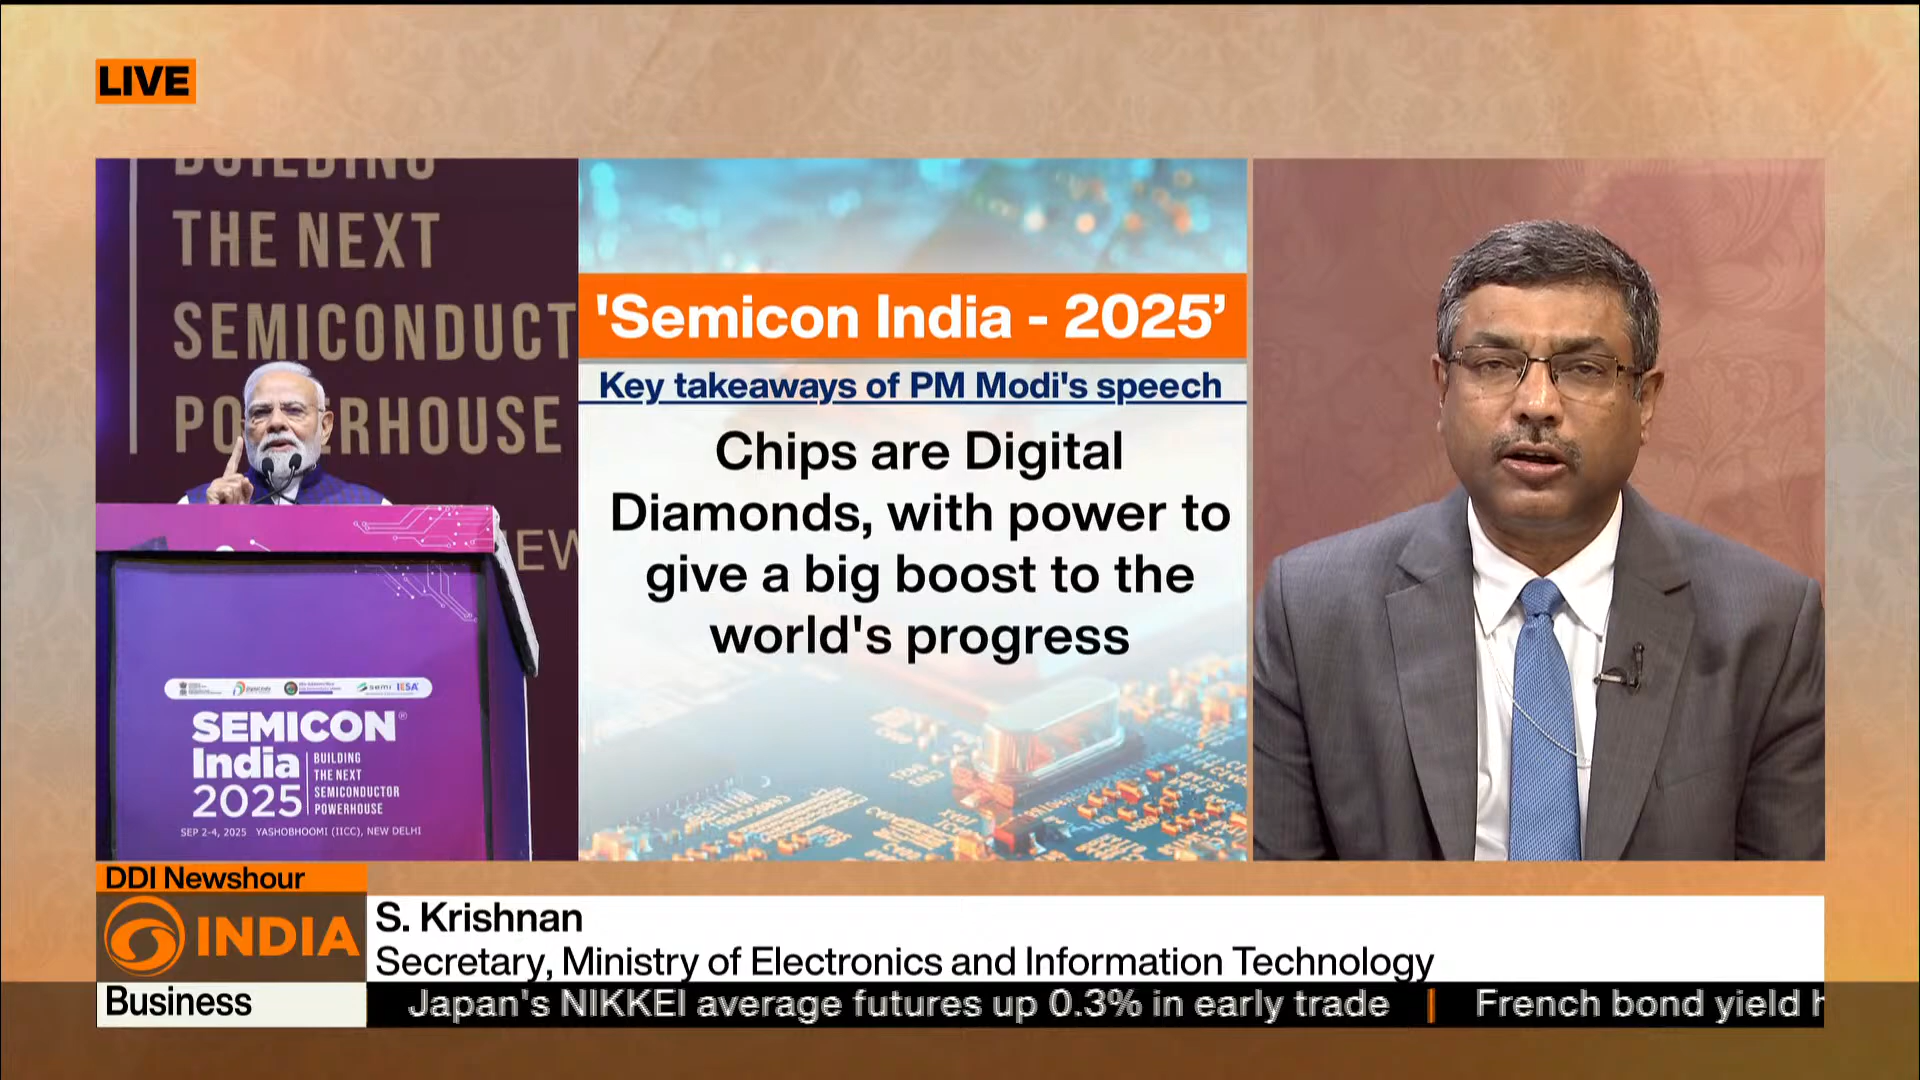 LIVE
BUILDING
THE NEXT
SEMICONDUCT
POWERHOUSE
NEW
SEMICON®
India
2025
BUILDING
THE NEXT
SEMICONDUCTOR
POWERHOUSE
SEP 2-4, 2025 YASHOBHOOMI (IICC), NEW DELHI
'Semicon India - 2025’
Key takeaways of PM Modi's speech
Chips are Digital
Diamonds, with power to
give a big boost to the
world's progress
DDI Newshour
INDIA
S. Krishnan
Secretary, Ministry of Electronics and Information Technology
Business
Japan's NIKKEI average futures up 0.3% in early trade | French bond yield